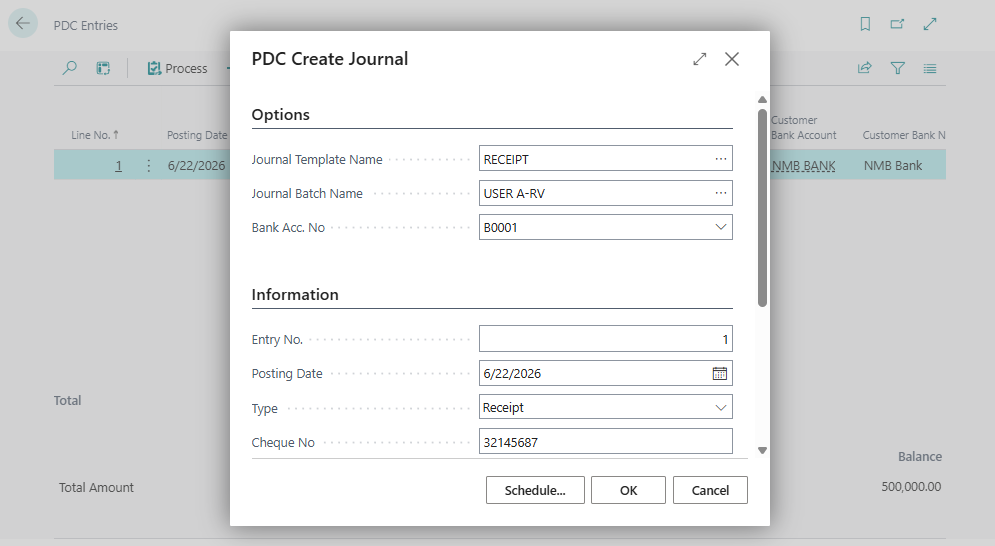 PDC Entries
PDC Create Journal
Process
Options
Line No. ↑
Posting Date
Customer
Bank Account
Customer Bank N
Journal Template Name
RECEIPT
1
6/22/2026
NMB BANK
NMB Bank
Journal Batch Name
USER A-RV
Bank Acc. No
B0001
Information
Entry No.
1
Posting Date
6/22/2026
Type
Receipt
Total
Cheque No
32145687
Balance
Total Amount
500,000.00
Schedule...
OK
Cancel